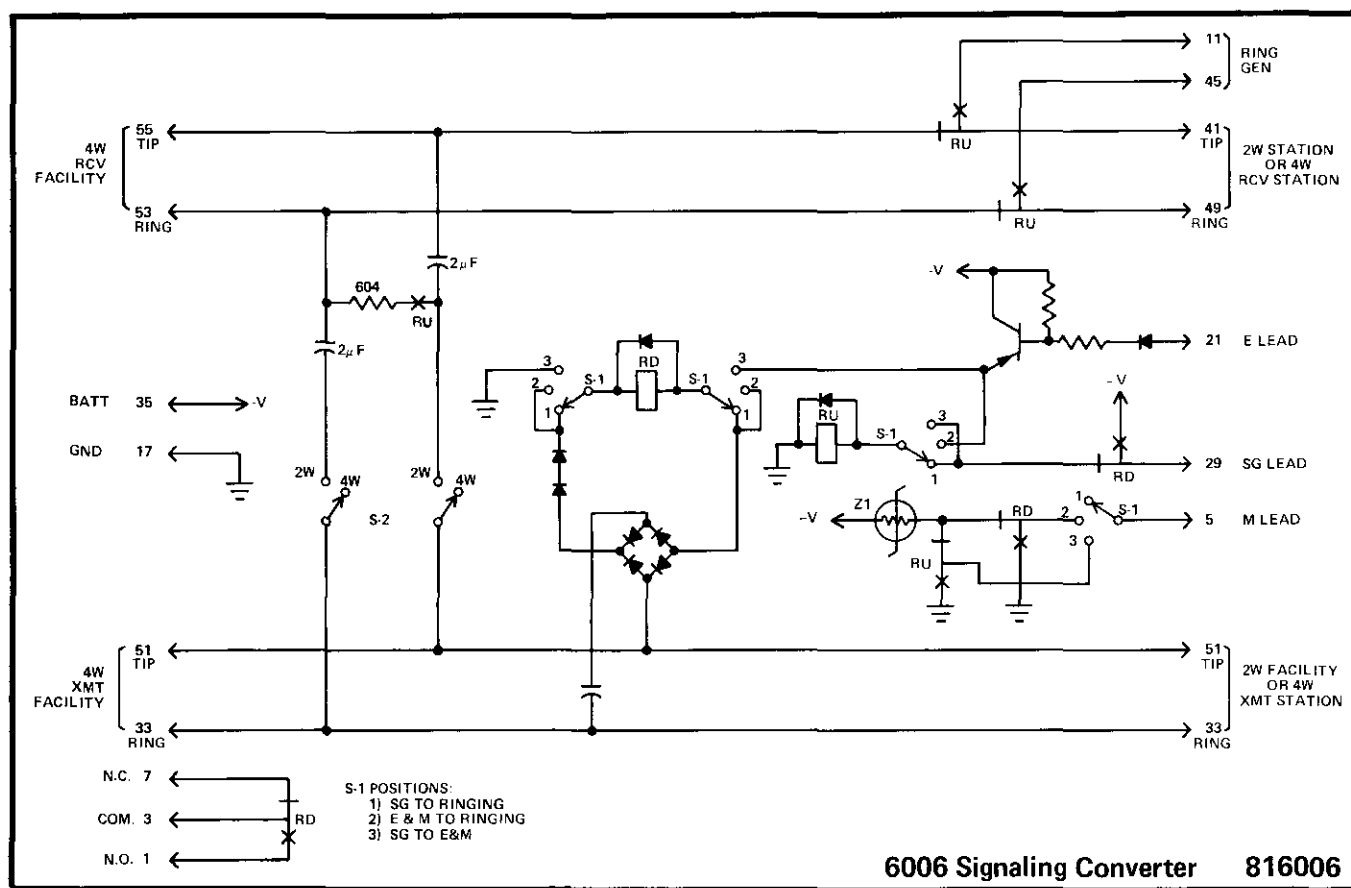 11 RING
GEN
45
4W
RCV
FACILITY
55
TIP
53
RING
RU
RU
41
TIP
2W STATION
OR 4W
RCV STATION
49
RING
2µF
604
RU
2µF
-V
21 E LEAD
BATT 35 -V
GND 17
3
2
1
S-1
RD
S-1
3
2
1
RU
S-1
3
2
1
-V
RD
29 SG LEAD
2W
4W
S-2
2W
4W
-V
Z1
RU
RD
1
2
3
S-1
5 M LEAD
4W
XMT
FACILITY
51
TIP
33
RING
51
TIP
2W FACILITY
OR 4W
XMT STATION
33
RING
N.C. 7
COM. 3
N.O. 1
RD
S-1 POSITIONS:
1) SG TO RINGING
2) E & M TO RINGING
3) SG TO E&M
6006 Signaling Converter 816006